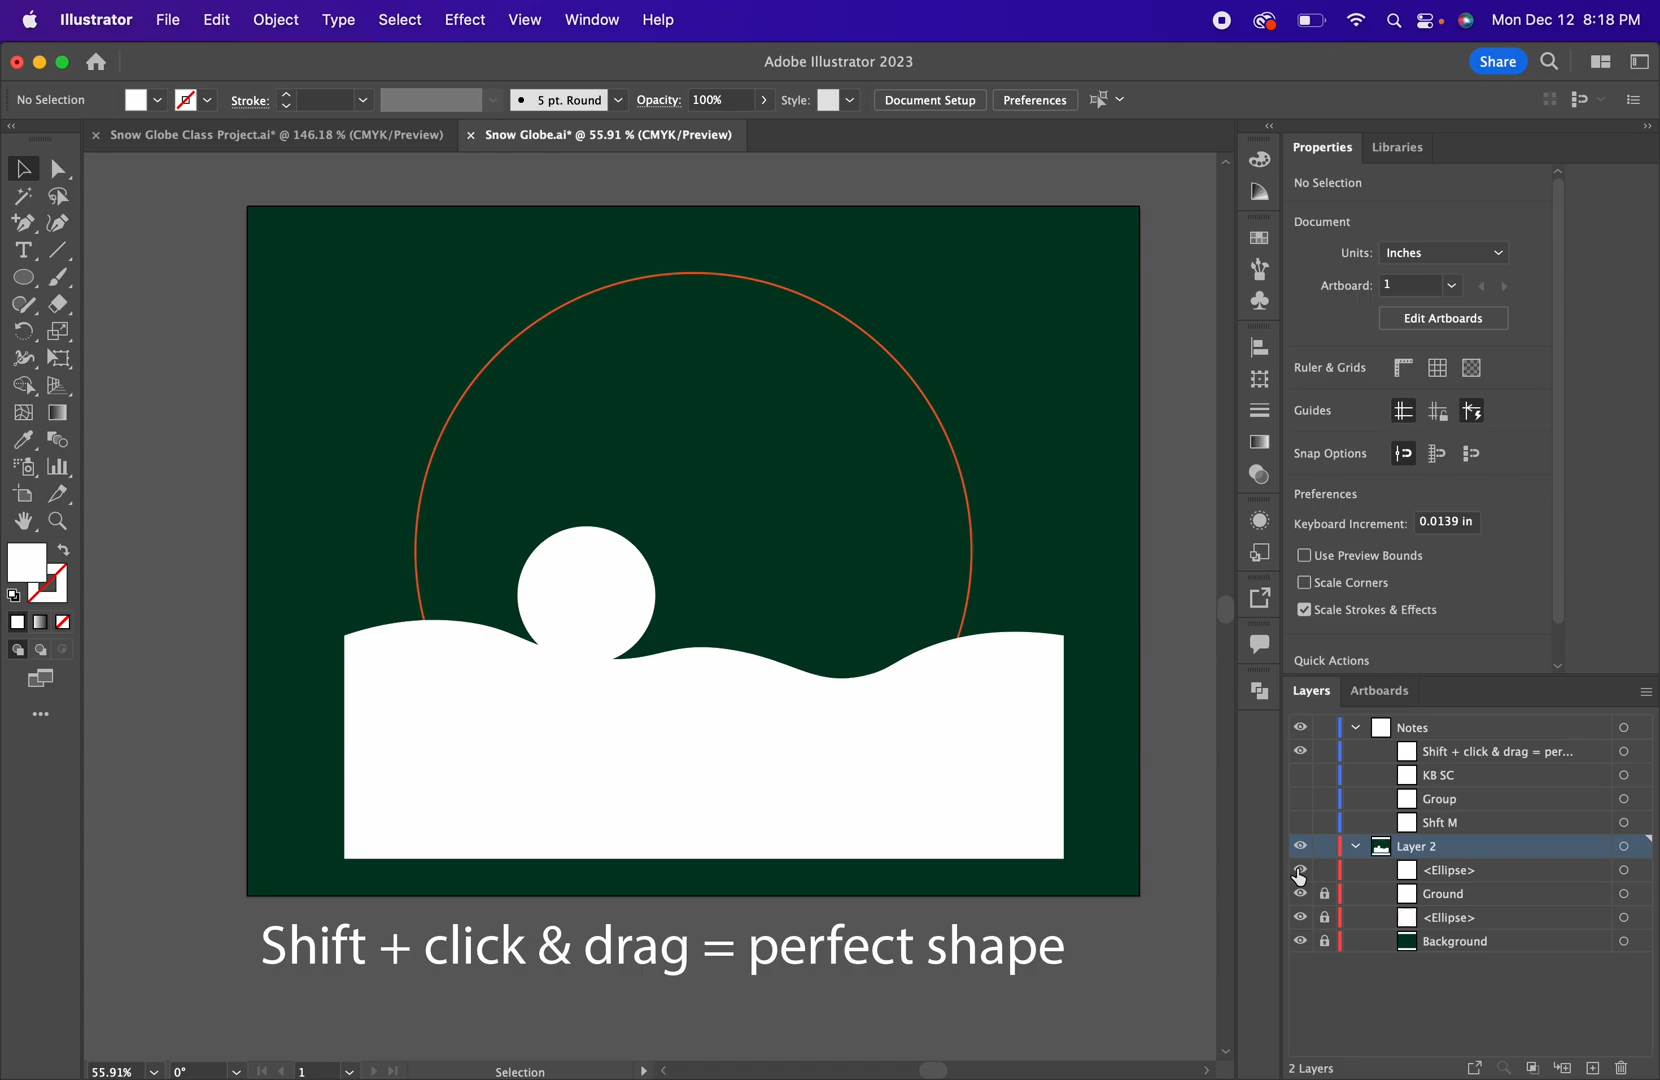 Illustrator File Edit Object Type Select Effect View Window Help Mon Dec 12 8:18 PM
Adobe Illustrator 2023 Share
No Selection Stroke: 5 pt. Round Opacity: 100% Style: Document Setup Preferences
Snow Globe Class Project.ai* @ 146.18 % (CMYK/Preview) Snow Globe.ai* @ 55.91 % (CMYK/Preview)
Properties Libraries
No Selection
Document
Units: Inches
Artboard: 1
Edit Artboards
Ruler & Grids
Guides
Snap Options
Preferences
Keyboard Increment: 0.0139 in
Use Preview Bounds
Scale Corners
Scale Strokes & Effects
Quick Actions
Layers Artboards
Notes
Shift + click & drag = per...
KB SC
Group
Shft M
Layer 2
<Ellipse>
Ground
<Ellipse>
Background
Shift + click & drag = perfect shape
55.91% 0° 1 Selection 2 Layers